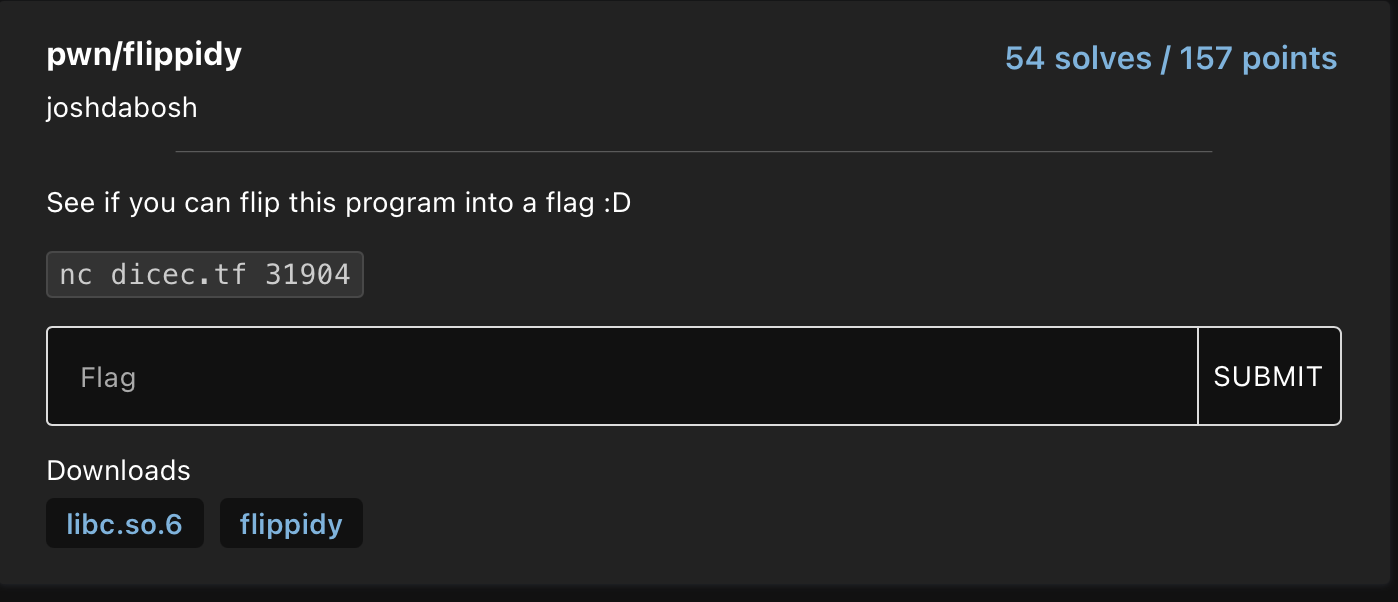 pwn/flippidy
54 solves / 157 points
joshdabosh
See if you can flip this program into a flag :D
nc dicec.tf 31904
Flag
SUBMIT
Downloads
libc.so.6 flippidy